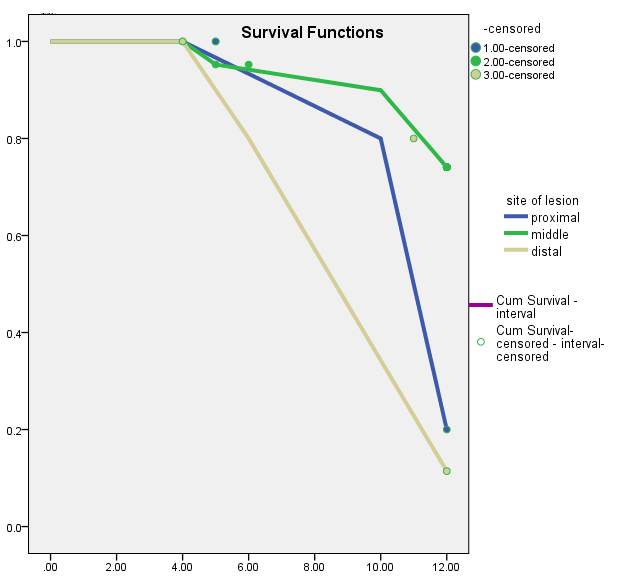 Survival Functions
1.0
0.8
0.6
0.4
0.2
0.0
.00 2.00 4.00 6.00 8.00 10.00 12.00
-censored
1.00-censored
2.00-censored
3.00-censored
site of lesion
proximal
middle
distal
Cum Survival -
interval
Cum Survival-
censored - interval-
censored